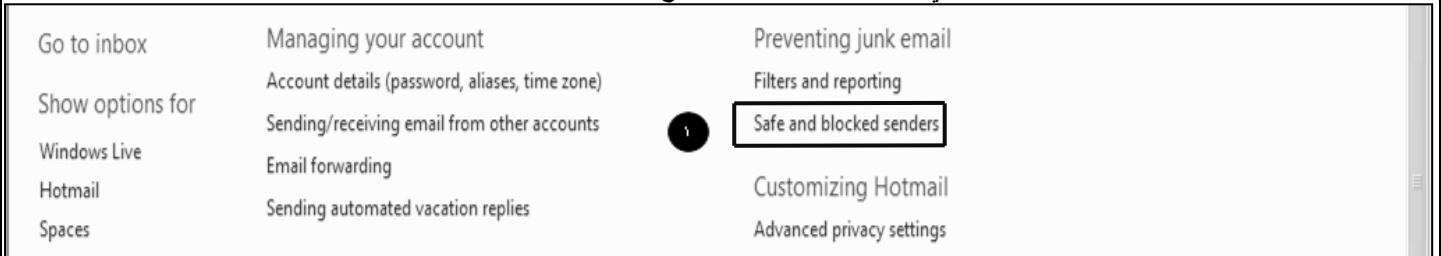 Go to inbox
Show options for
Windows Live
Hotmail
Spaces
Managing your account
Account details (password, aliases, time zone)
Sending/receiving email from other accounts
Email forwarding
Sending automated vacation replies
١
Preventing junk email
Filters and reporting
Safe and blocked senders
Customizing Hotmail
Advanced privacy settings